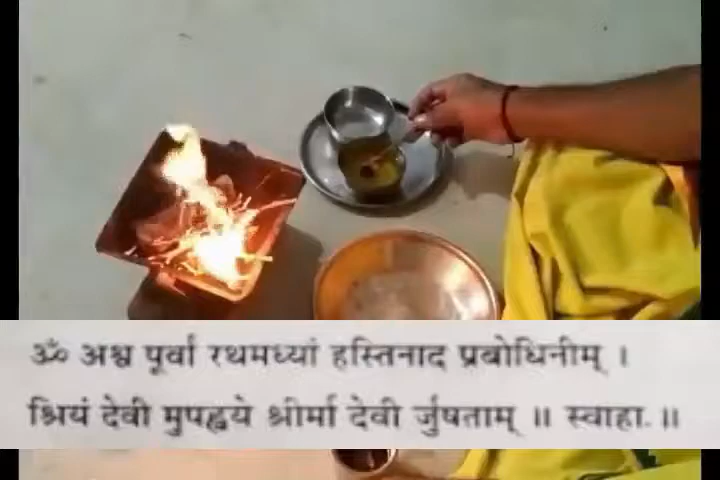 ॐ अश्व पूर्वा रथमध्यां हस्तिनाद प्रबोधिनीम् ।
श्रियं देवी मुपह्वये श्रीर्मा देवी र्जुषताम् ॥ स्वाहा. ॥